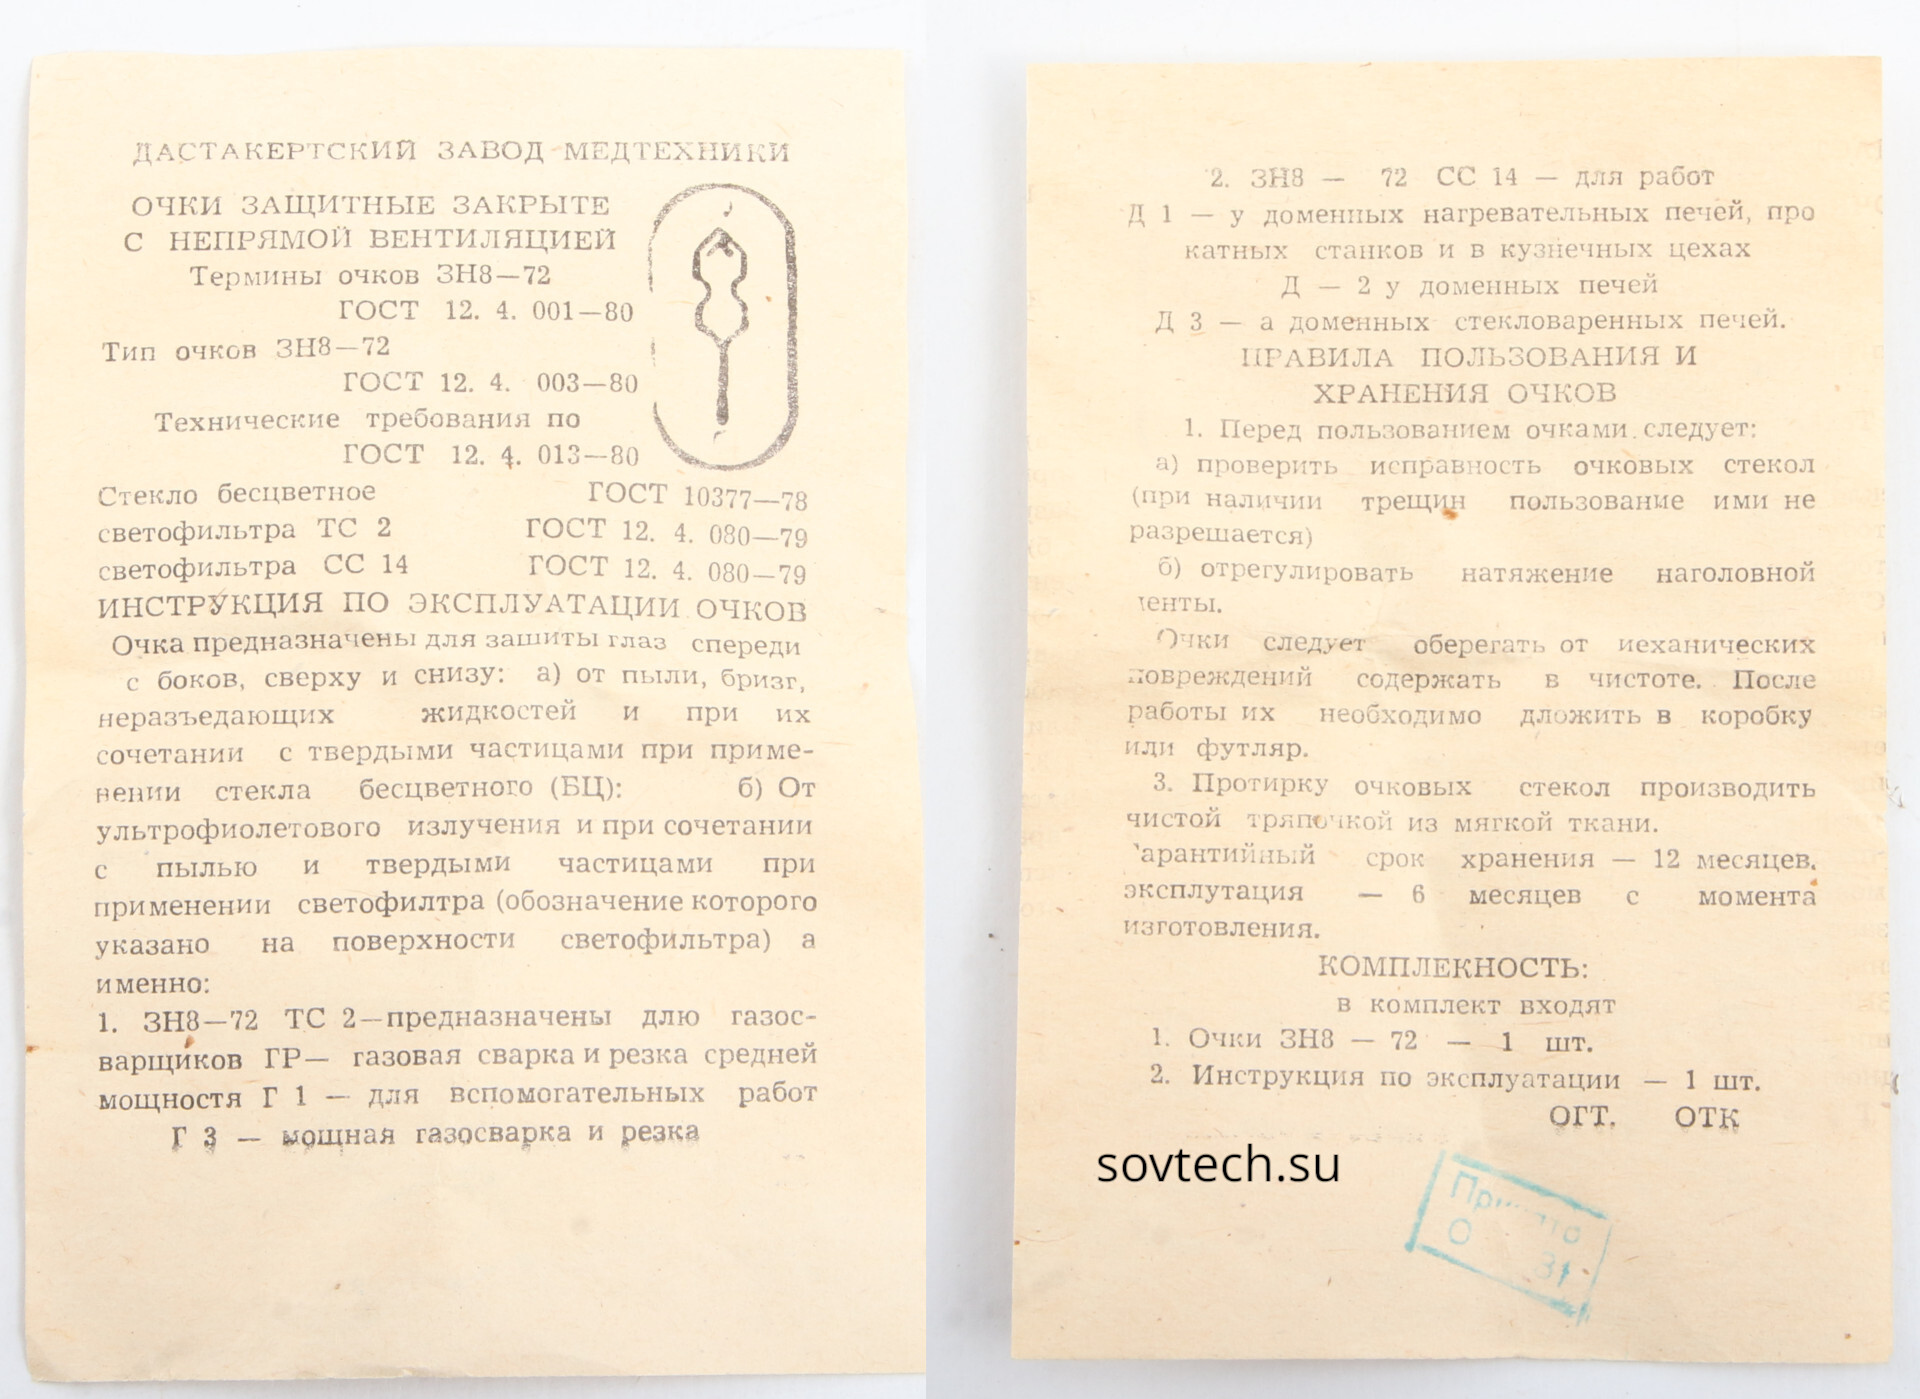 ДАСТАКЕРТСКИЙ ЗАВОД МЕДТЕХНИКИ
ОЧКИ ЗАЩИТНЫЕ ЗАКРЫТЕ
С НЕПРЯМОЙ ВЕНТИЛЯЦИЕЙ
Термины очков ЗН8—72
ГОСТ 12. 4. 001—80
Тип очков ЗН8—72
ГОСТ 12. 4. 003—80
Технические требования по
ГОСТ 12. 4. 013—80
Стекло бесцветное ГОСТ 10377—78
светофильтра ТС 2 ГОСТ 12. 4. 080—79
светофильтра СС 14 ГОСТ 12. 4. 080—79
ИНСТРУКЦИЯ ПО ЭКСПЛУАТАЦИИ ОЧКОВ
Очка предназначены для зашиты глаз спереди
с боков, сверху и снизу: а) от пыли, бризг,
неразъедающих жидкостей и при их
сочетании с твердыми частицами при приме-
нении стекла бесцветного (БЦ): б) От
ультрофиолетового излучения и при сочетании
с пылью и твердыми частицами при
применении светофилтра (обозначение которого
указано на поверхности светофильтра) а
именно:
1. ЗН8—72 ТС 2—предназначены длю газос-
варщиков ГР— газовая сварка и резка средней
мощностя Г 1 — для вспомогательных работ
Г 3 — мощная газосварка и резка
2. ЗН8 — 72 СС 14 — для работ
Д 1 — у доменных нагревательных печей, про
катных станков и в кузнечных цехах
Д — 2 у доменных печей
Д 3 — а доменных стекловаренных печей.
ПРАВИЛА ПОЛЬЗОВАНИЯ И
ХРАНЕНИЯ ОЧКОВ
1. Перед пользованием очками следует:
а) проверить исправность очковых стекол
(при наличии трещин пользование ими не
разрешается)
б) отрегулировать натяжение наголовной
ленты.
Очки следует оберегать от иеханических
повреждений содержать в чистоте. После
работы их необходимо дложить в коробку
или футляр.
3. Протирку очковых стекол производить
чистой тряпочкой из мягкой ткани.
Гарантийный срок хранения — 12 месяцев.
эксплутация — 6 месяцев с момента
изготовления.
КОМПЛЕКНОСТЬ:
в комплект входят
1. Очки ЗН8 — 72 — 1 шт.
2. Инструкция по эксплуатации — 1 шт.
ОГТ. ОТК
sovtech.su